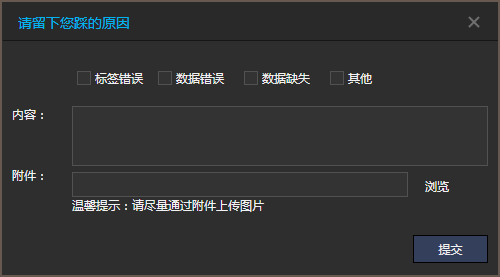 请留下您踩的原因
标签错误 数据错误 数据缺失 其他
内容：
附件：
浏览
温馨提示：请尽量通过附件上传图片
提交